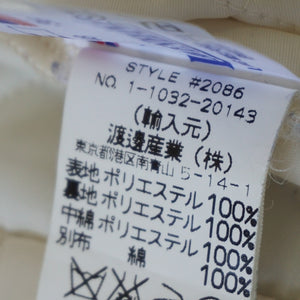 STYLE #2086
NO. 1-1032-20143
(輸入元)
渡邊産業(株)
東京都港区南青山5-14-1
表地 ポリエステル 100%
裏地 ポリエステル 100%
中綿 ポリエステル 100%
別布 綿 100%